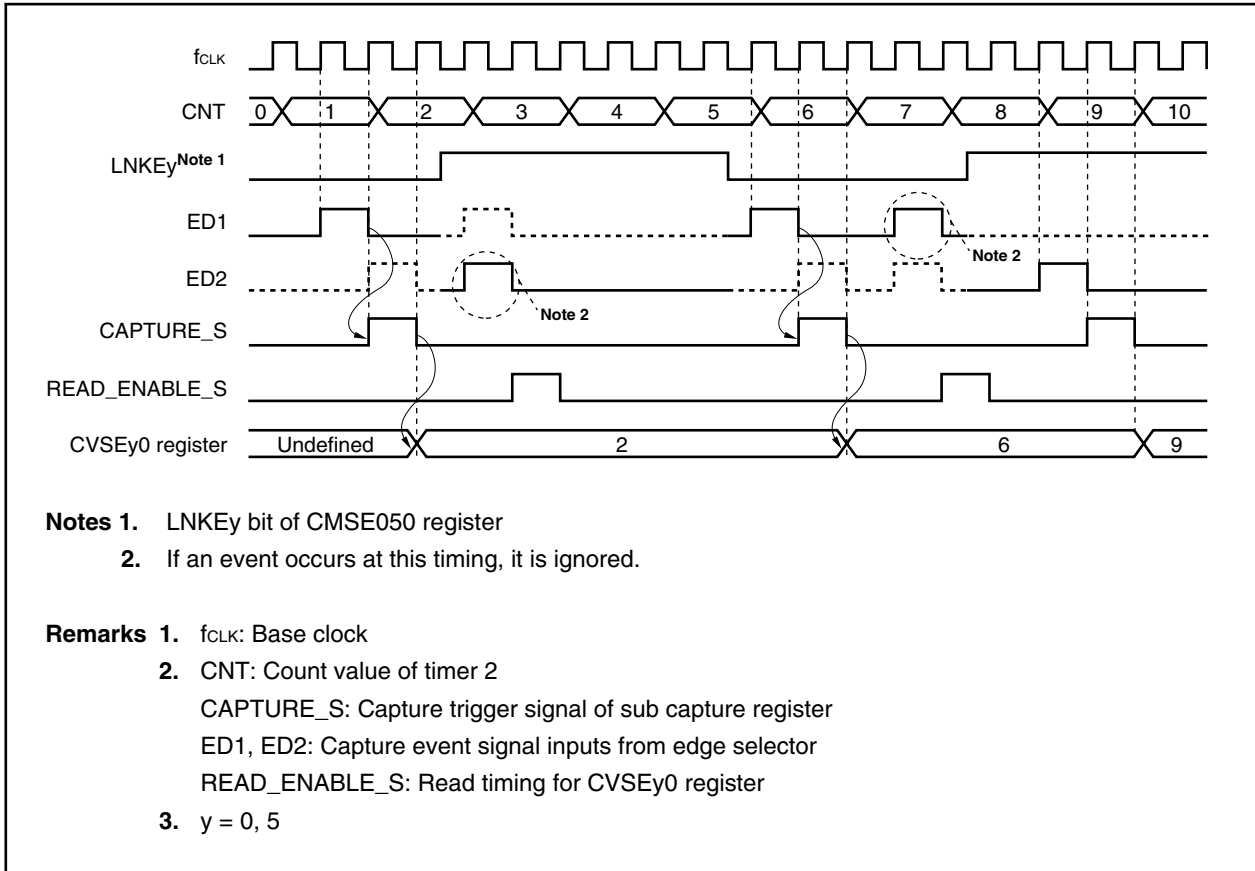 fCLK
CNT 0 1 2 3 4 5 6 7 8 9 10
LNKEyNote 1
ED1
Note 2
ED2
Note 2
CAPTURE_S
READ_ENABLE_S
CVSEy0 register Undefined 2 6 9
Notes 1. LNKEy bit of CMSE050 register
2. If an event occurs at this timing, it is ignored.
Remarks 1. fCLK: Base clock
2. CNT: Count value of timer 2
CAPTURE_S: Capture trigger signal of sub capture register
ED1, ED2: Capture event signal inputs from edge selector
READ_ENABLE_S: Read timing for CVSEy0 register
3. y = 0, 5